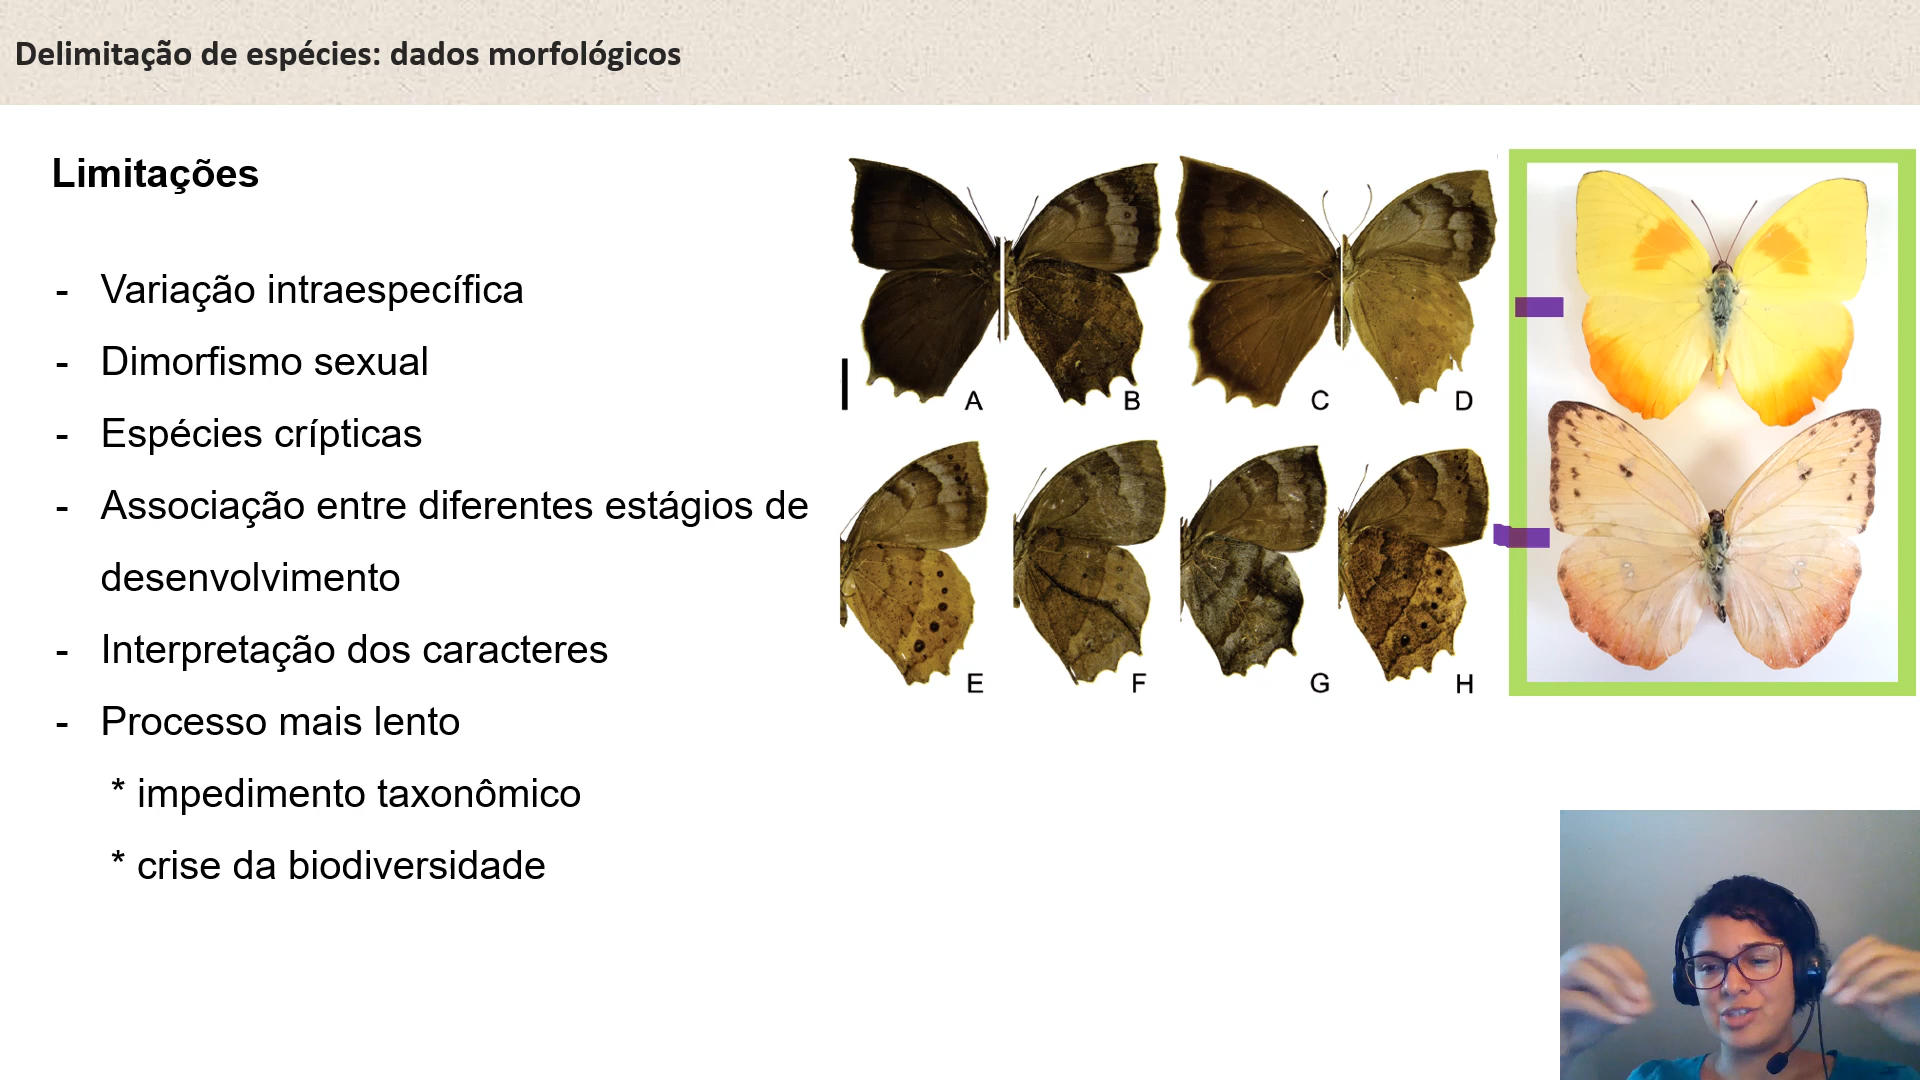 Delimitação de espécies: dados morfológicos
Limitações
- Variação intraespecífica
- Dimorfismo sexual
- Espécies crípticas
- Associação entre diferentes estágios de
desenvolvimento
- Interpretação dos caracteres
- Processo mais lento
* impedimento taxonômico
* crise da biodiversidade
A B C D
E F G H